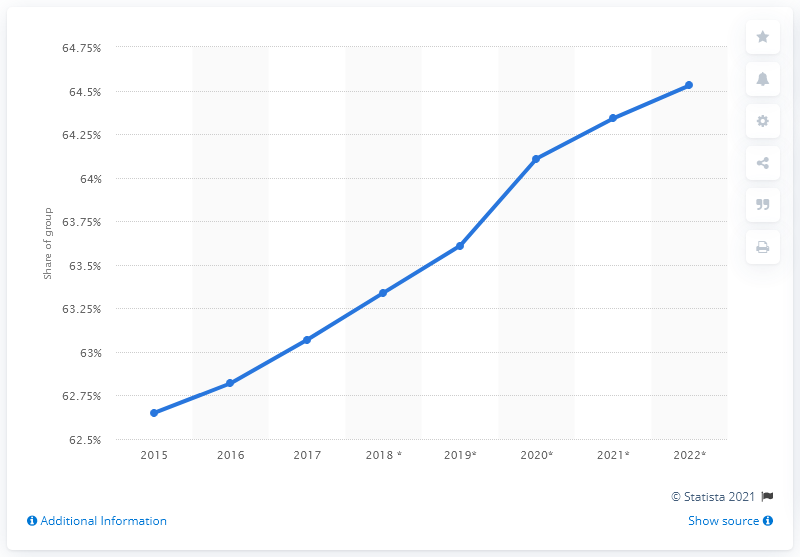 64.75%
64.5%
64.25%
64%
63.75%
63.5%
63.25%
63%
62.75%
62.5%
Share of group
2015 2016 2017 2018 * 2019* 2020* 2021* 2022*
© Statista 2021
Additional Information Show source